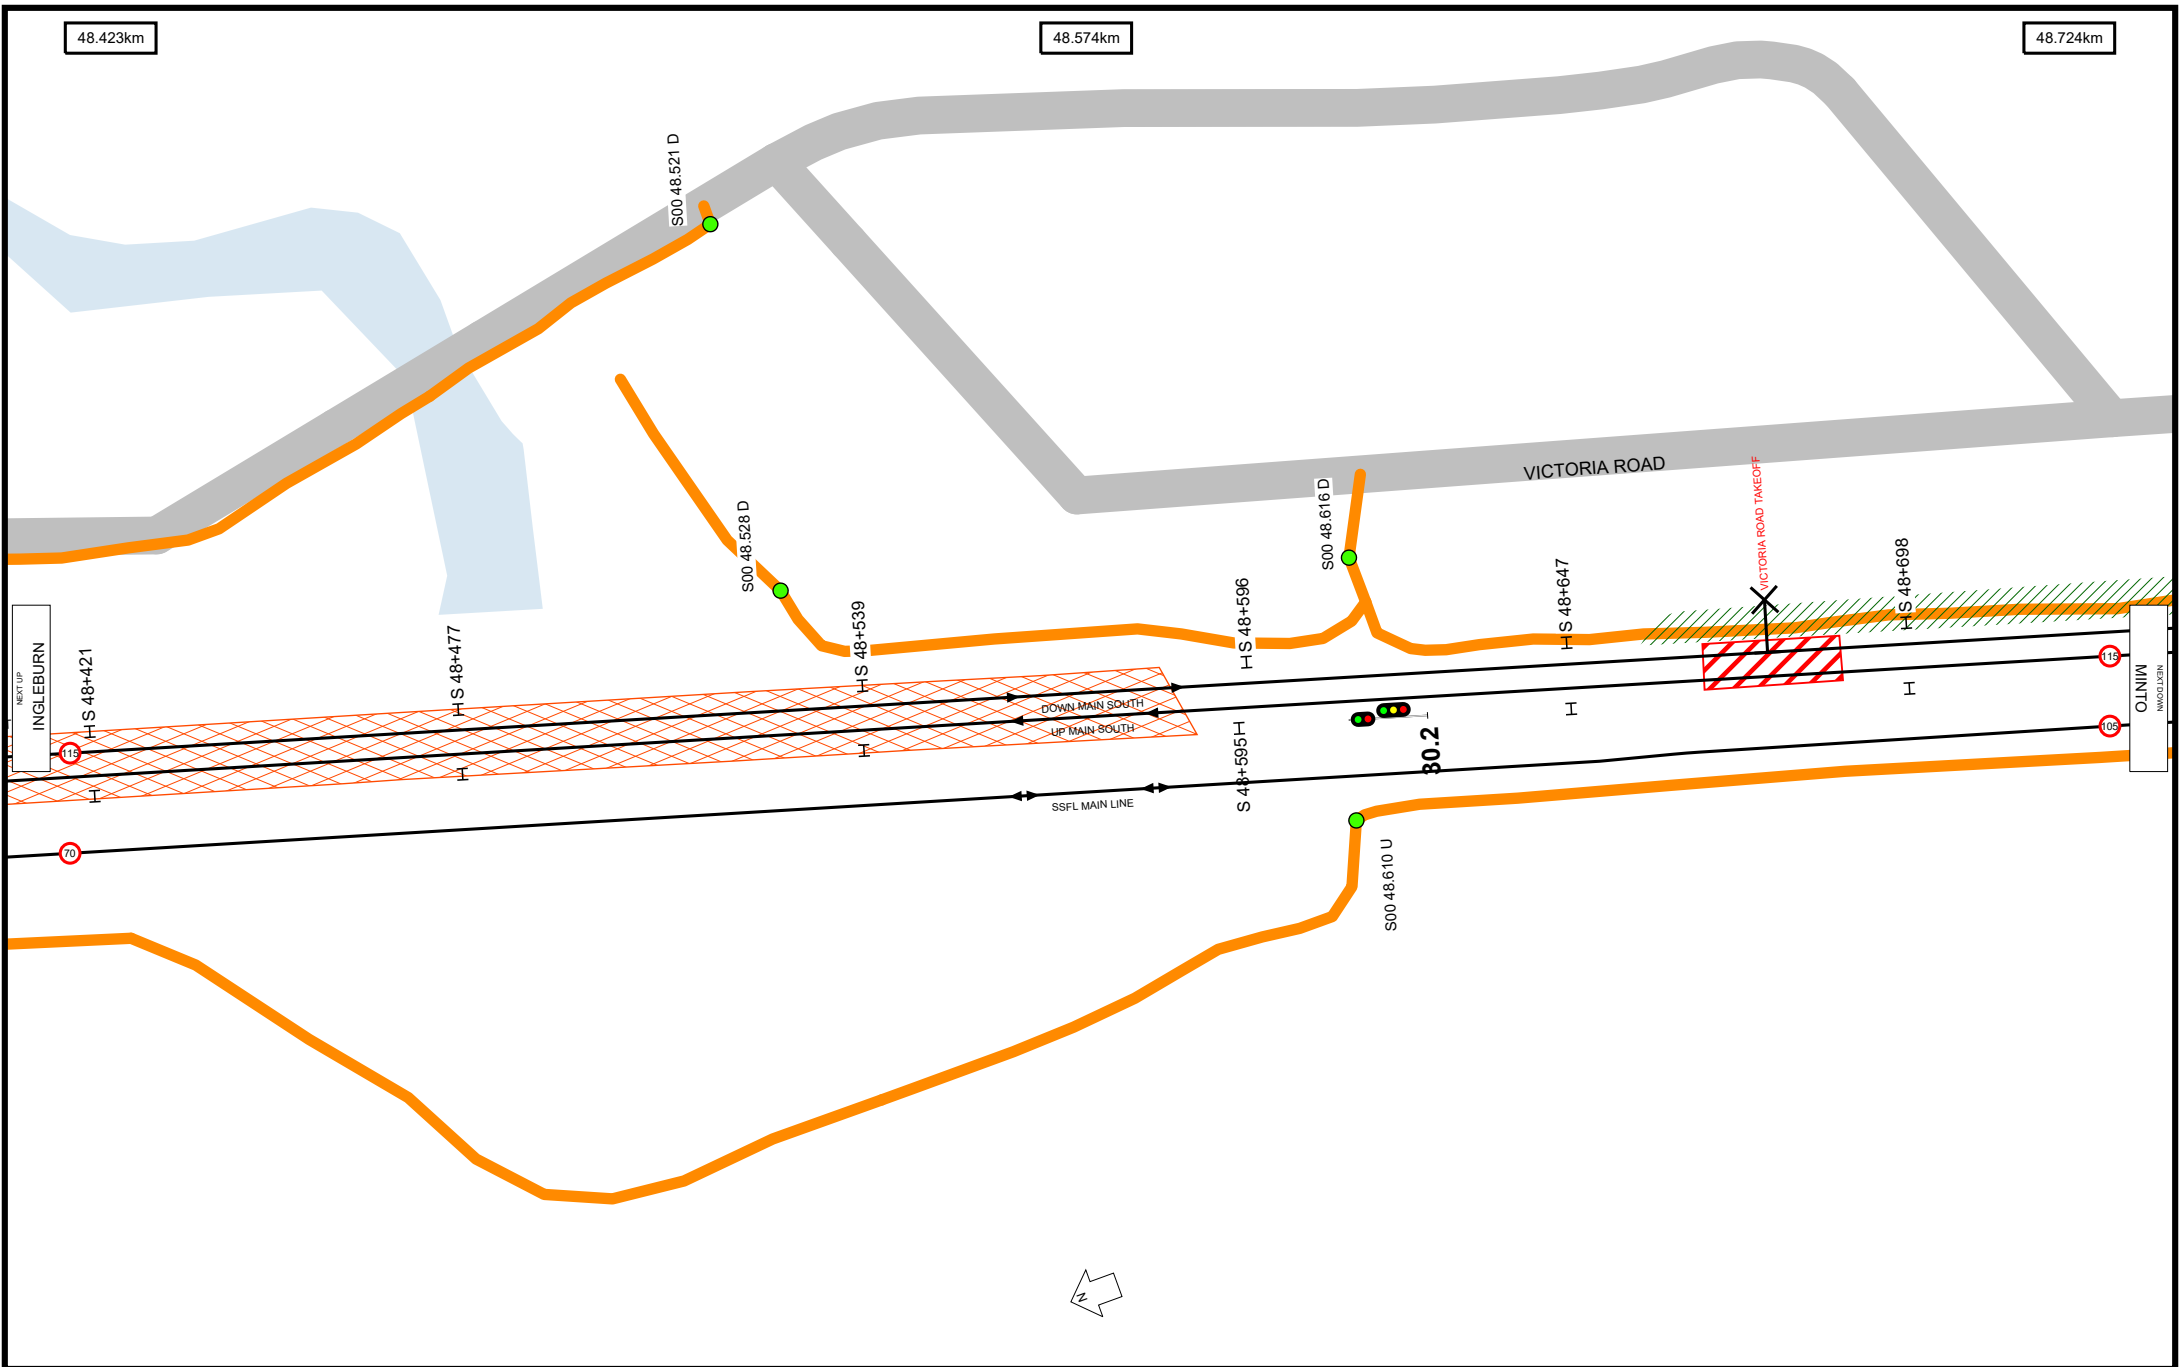 48.423km
48.574km
48.724km
S00 48.521 D
VICTORIA ROAD
VICTORIA ROAD TAKEOFF
S00 48.528 D
S00 48.616 D
S 48+421
S 48+477
S 48+539
S 48+596
S 48+647
S 48+698
NEXT UP
INGLEBURN
MINTO
NEXT DOWN
115
115
DOWN MAIN SOUTH
UP MAIN SOUTH
30.2
105
S 48+595
SSFL MAIN LINE
70
S00 48.610 U
N